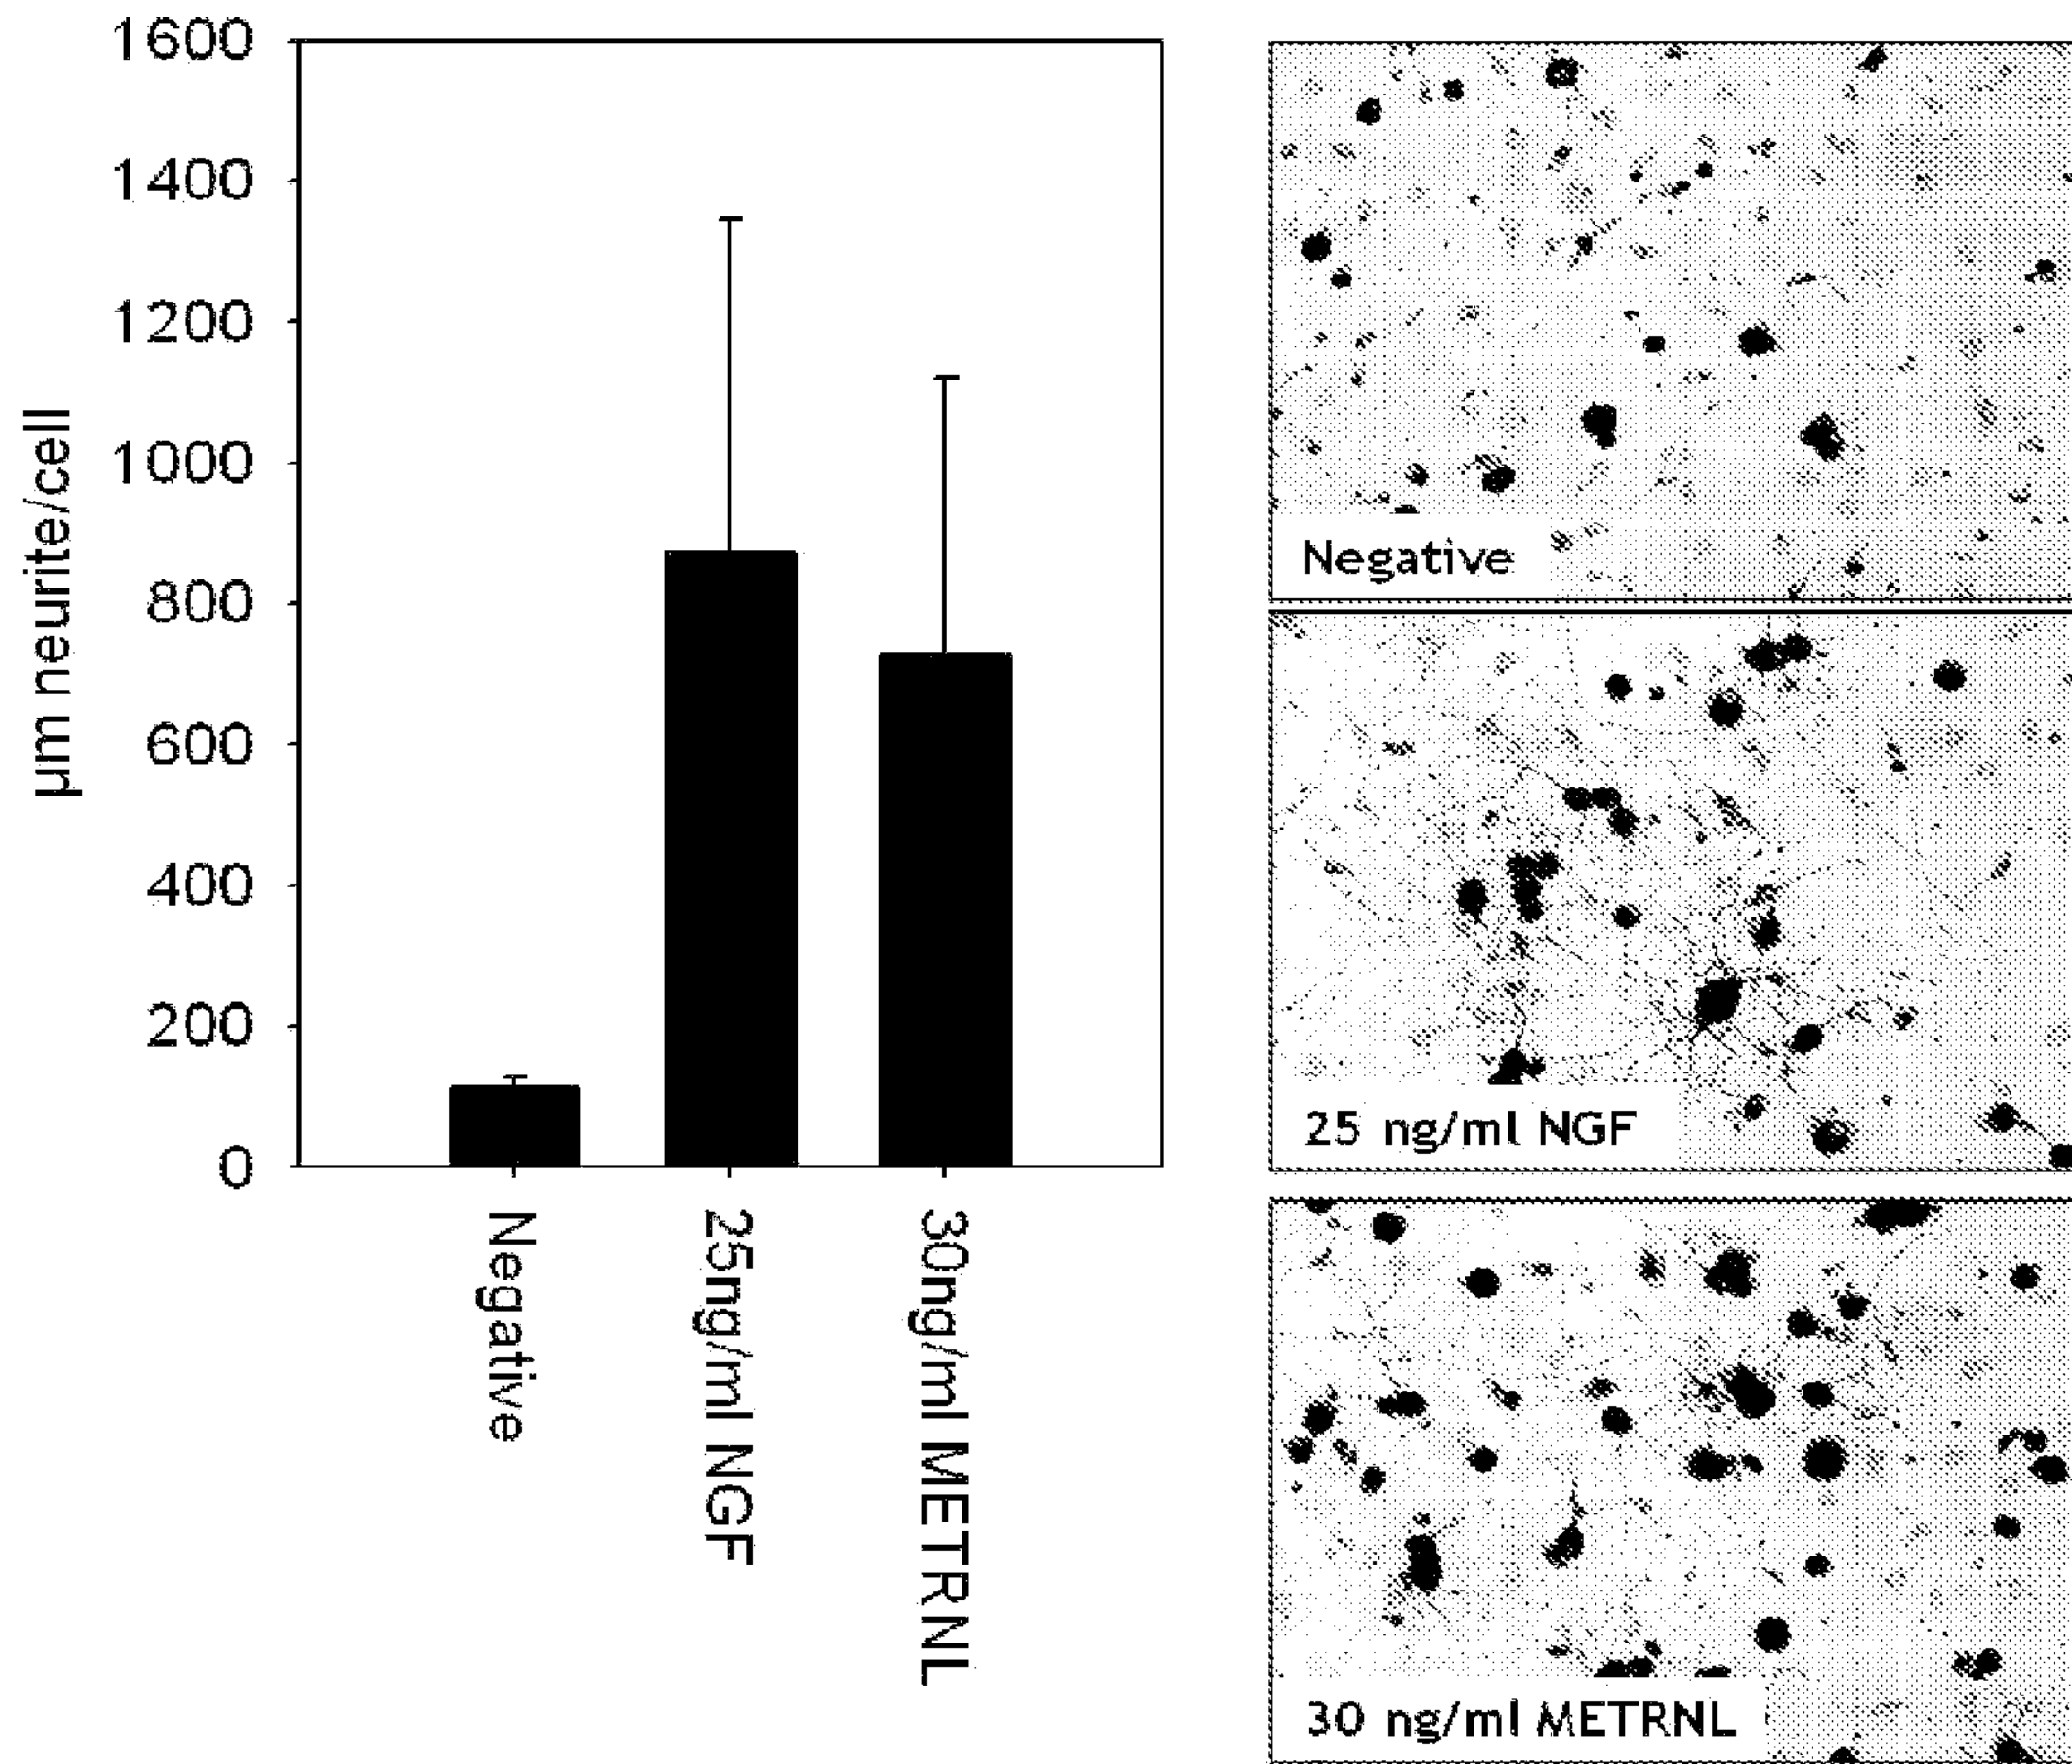 1600
1400
1200
1000
800
600
400
200
0
µm neurite/cell
Negative
25ng/ml NGF
30ng/ml METRNL
Negative
25 ng/ml NGF
30 ng/ml METRNL